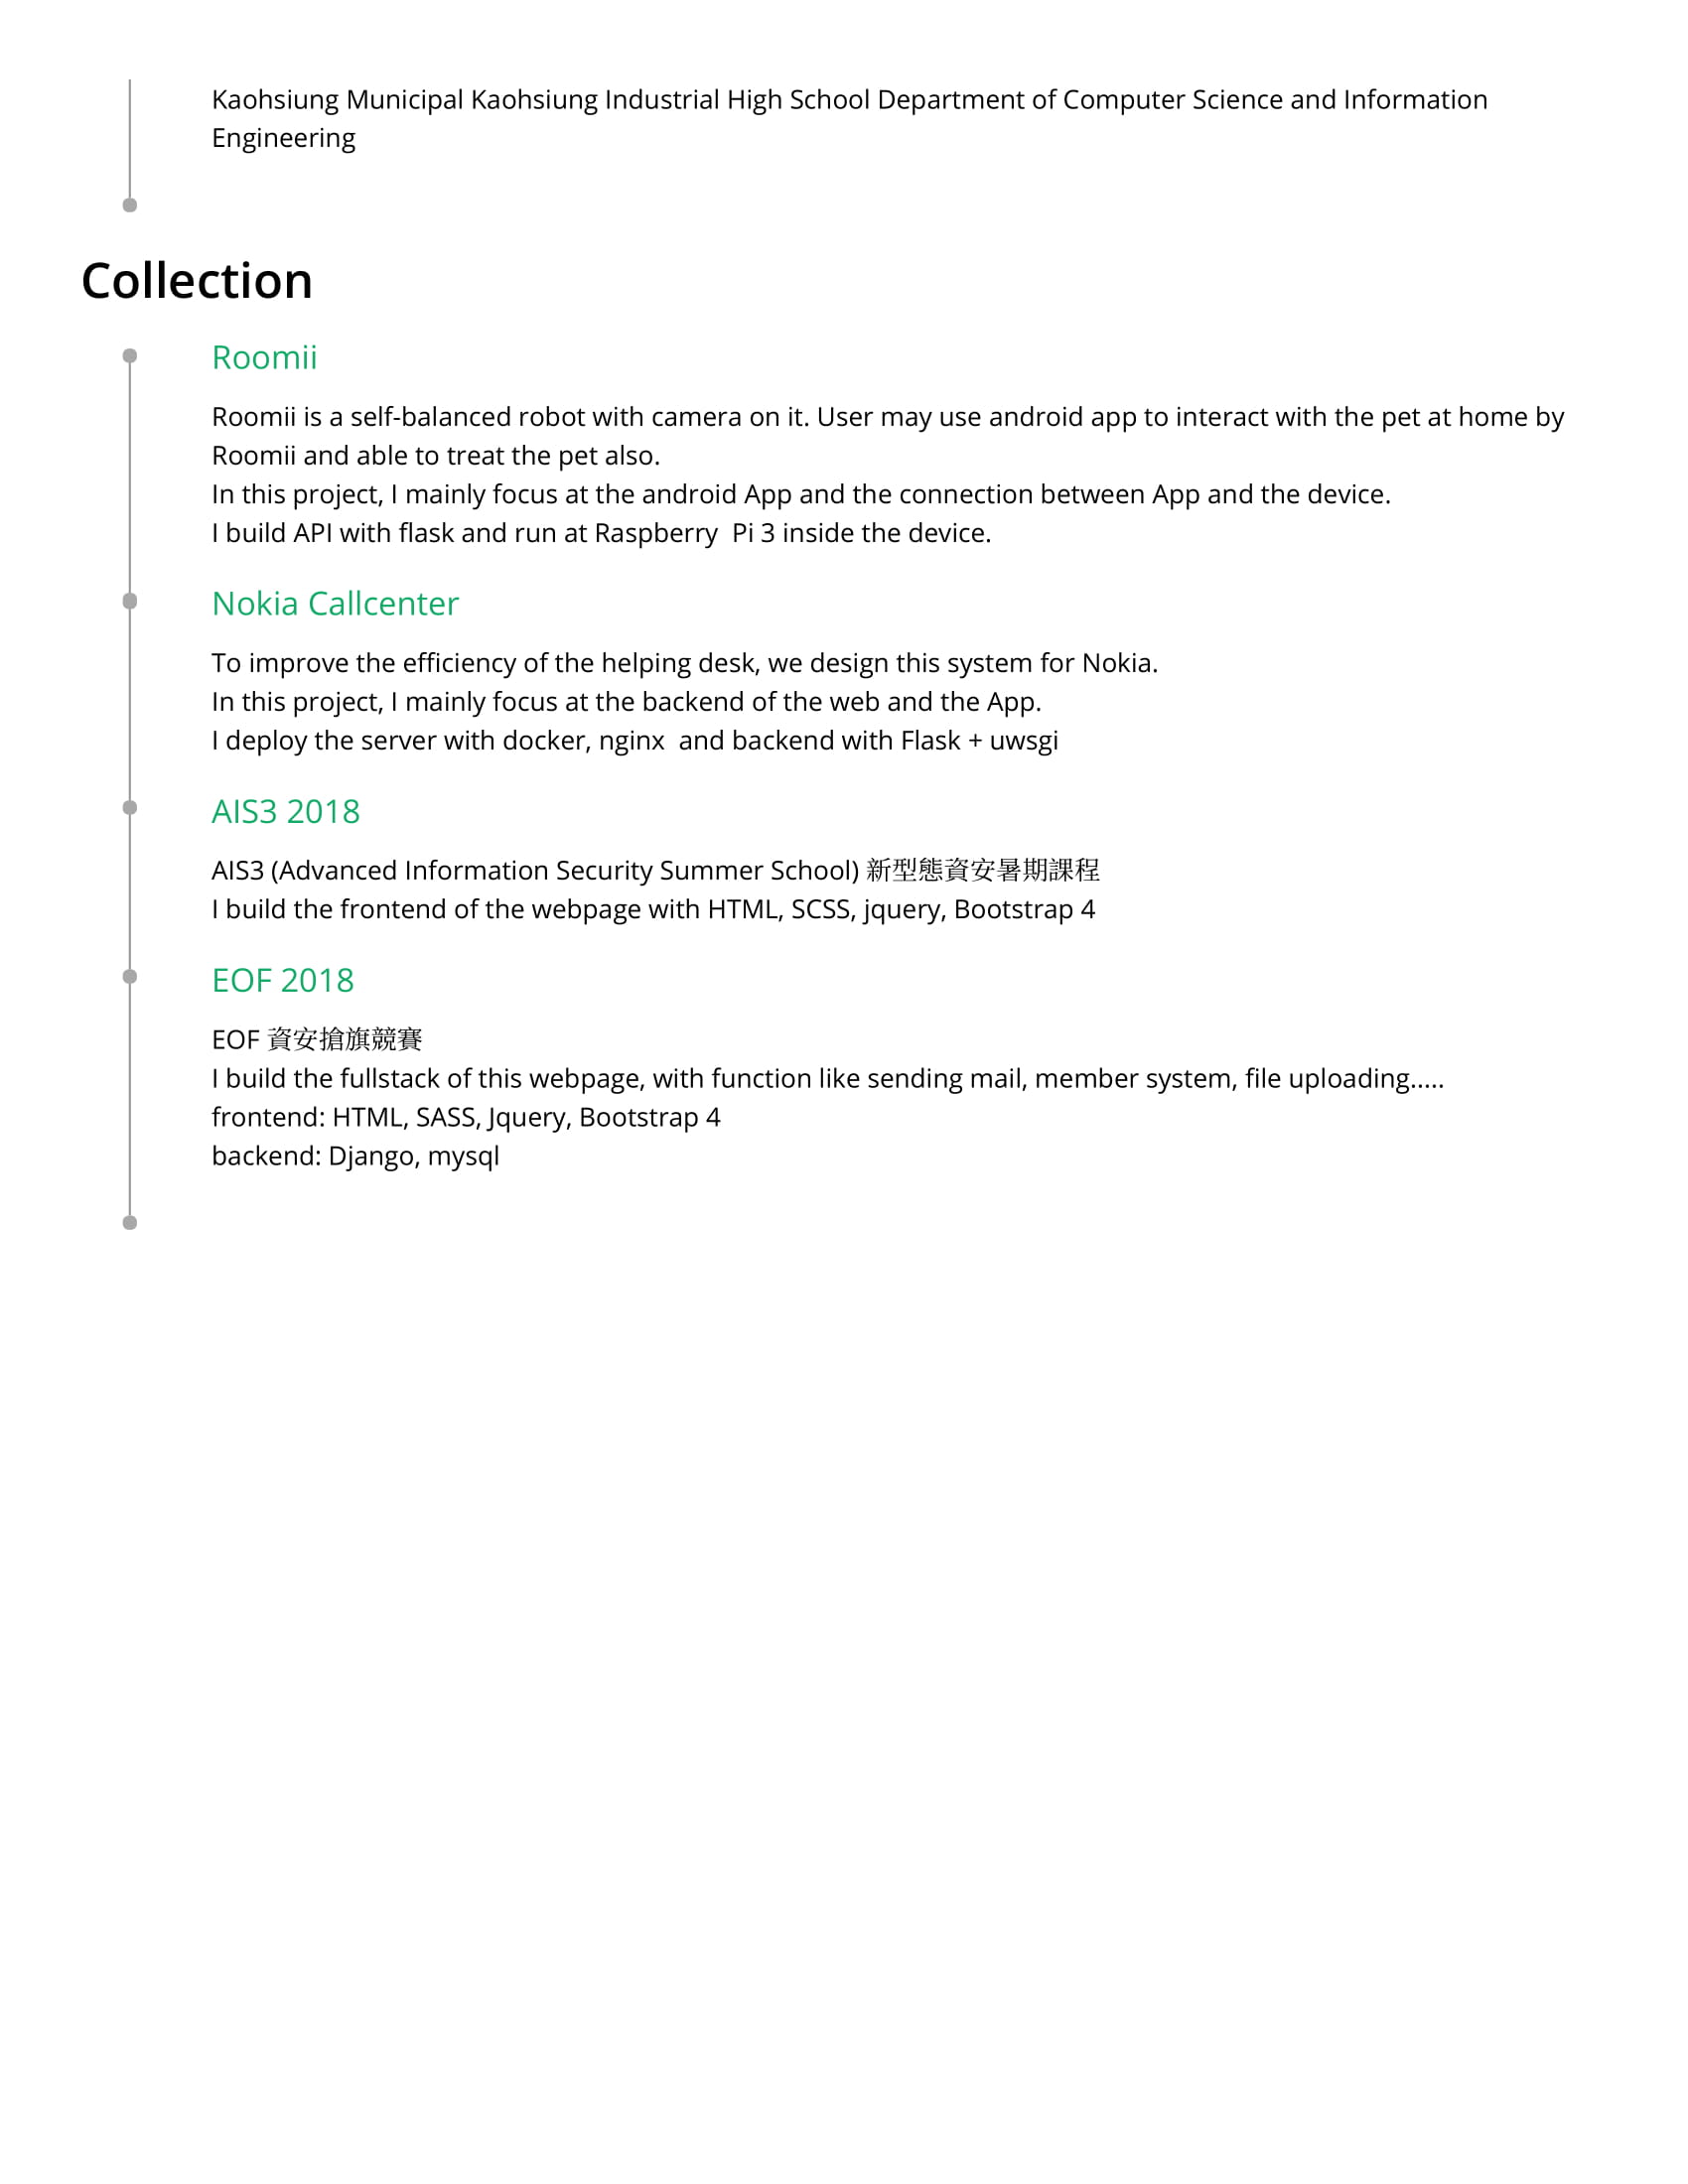 Kaohsiung Municipal Kaohsiung Industrial High School Department of Computer Science and Information
Engineering
Collection
Roomii
Roomii is a self-balanced robot with camera on it. User may use android app to interact with the pet at home by
Roomii and able to treat the pet also.
In this project, I mainly focus at the android App and the connection between App and the device.
I build API with flask and run at Raspberry  Pi 3 inside the device.
Nokia Callcenter
To improve the efficiency of the helping desk, we design this system for Nokia.
In this project, I mainly focus at the backend of the web and the App.
I deploy the server with docker, nginx  and backend with Flask + uwsgi
AIS3 2018
AIS3 (Advanced Information Security Summer School) 新型態資安暑期課程
I build the frontend of the webpage with HTML, SCSS, jquery, Bootstrap 4
EOF 2018
EOF 資安搶旗競賽
I build the fullstack of this webpage, with function like sending mail, member system, file uploading.....
frontend: HTML, SASS, Jquery, Bootstrap 4
backend: Django, mysql